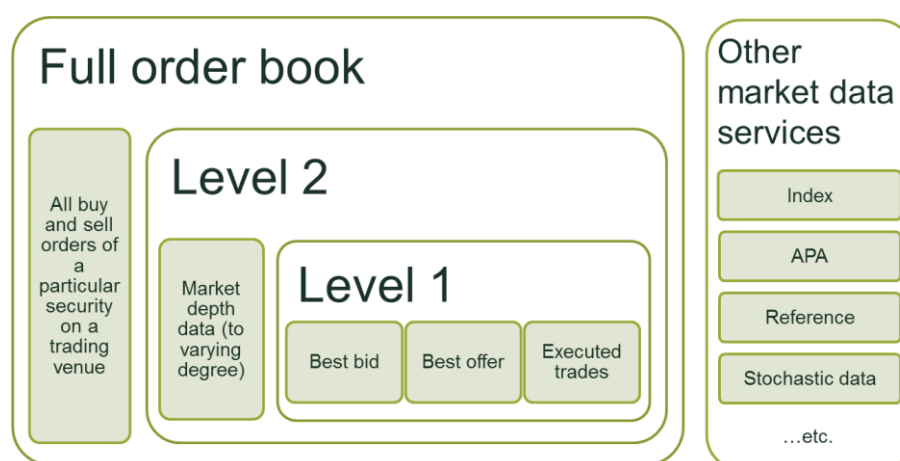 Full order book
All buy
and sell
orders of
a
particular
security
on a
trading
venue
Level 2
Market
depth
data (to
varying
degree)
Level 1
Best bid
Best offer
Executed
trades
Other
market data
services
Index
APA
Reference
Stochastic data
...etc.